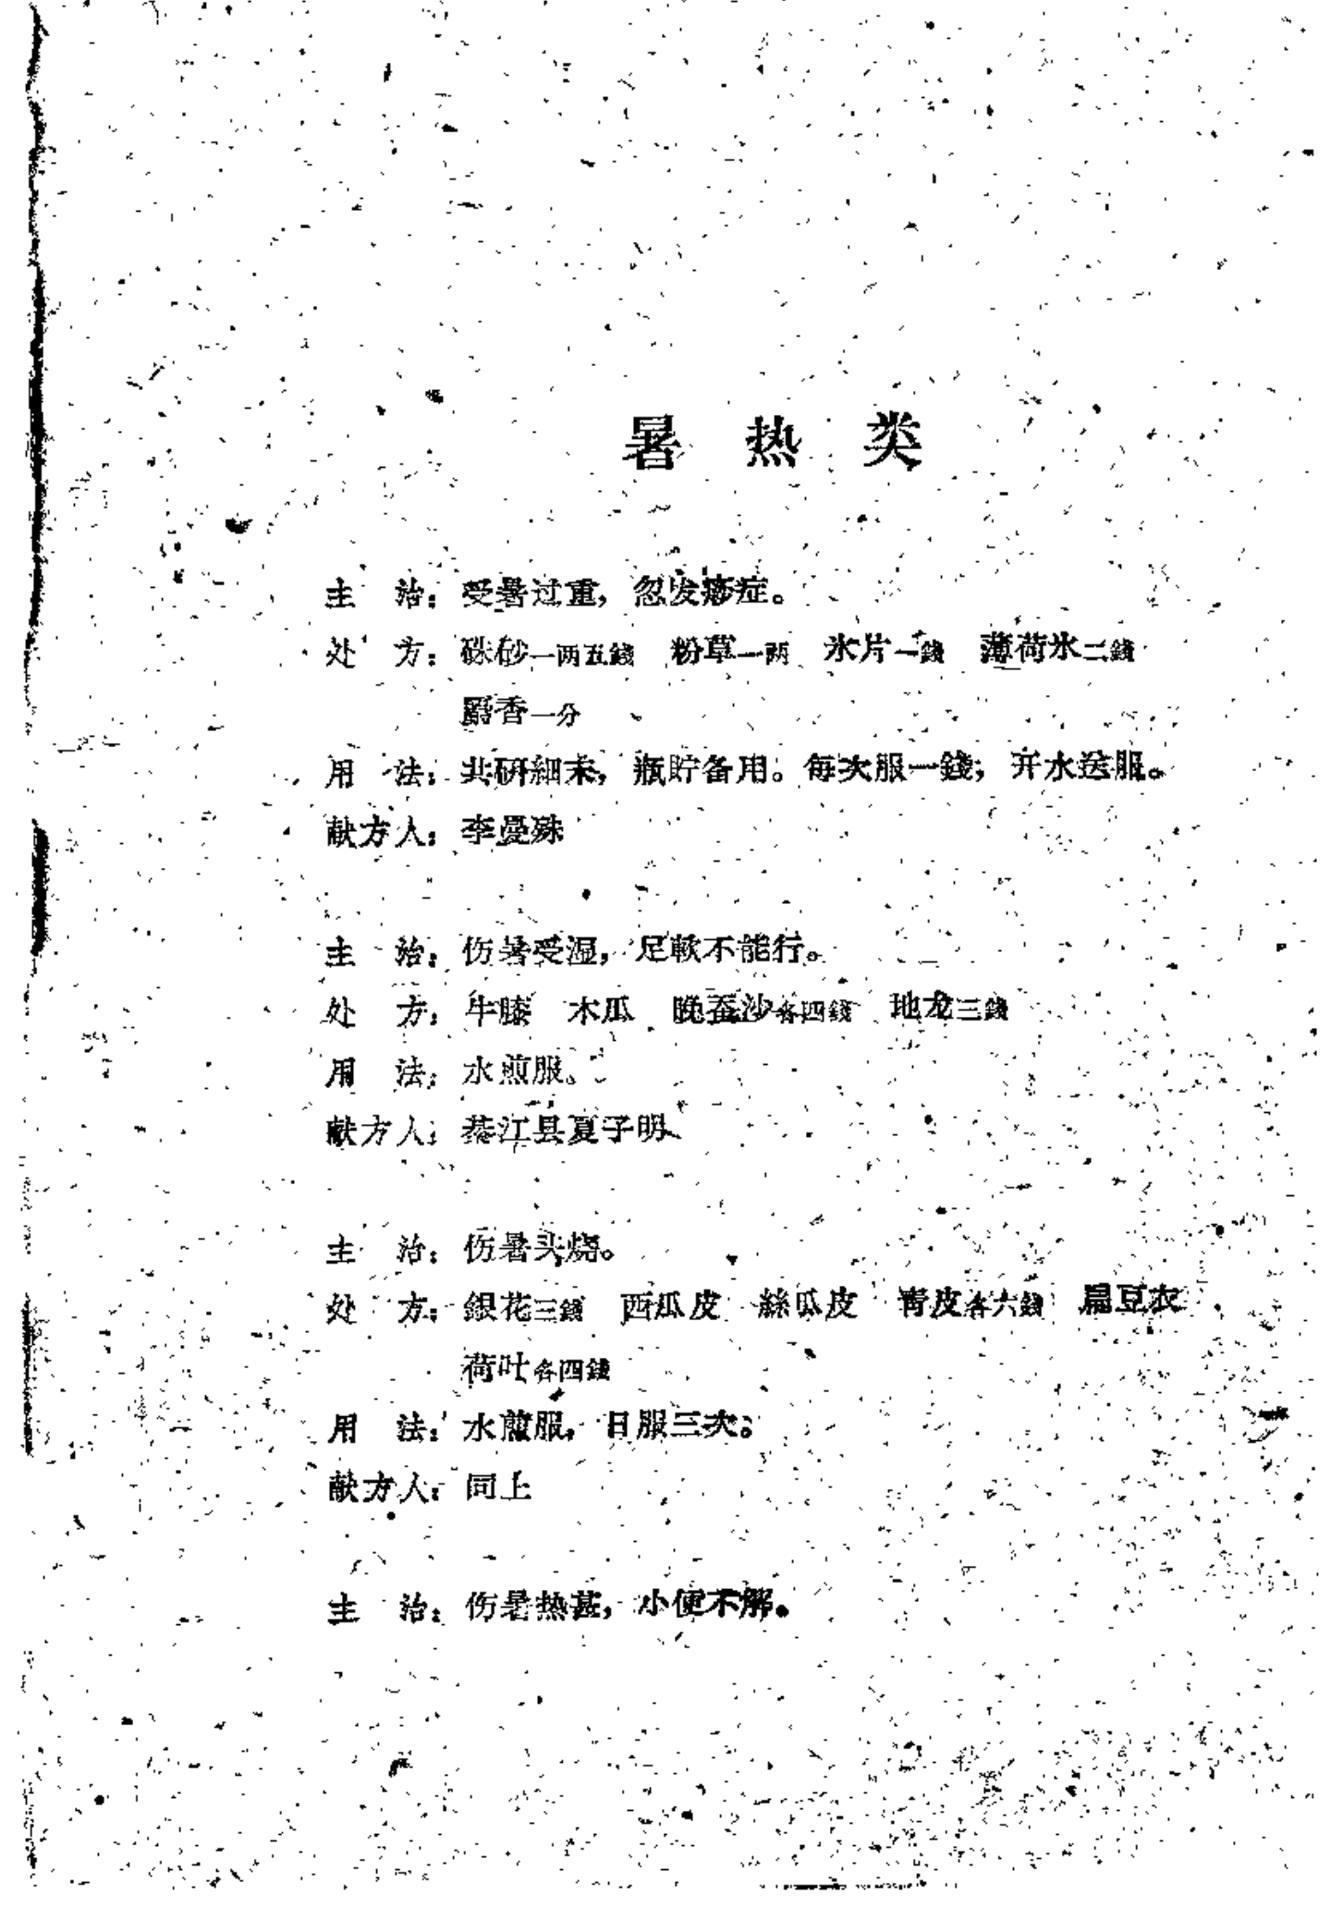 暑热类
主治：受暑过重，忽发痧症。
处方：硃砂一两五錢 粉草一两 氷片一錢 薄荷氷二錢
麝香一分
用法：共研細末，瓶貯备用。每次服一錢，开水送服。
献方人：李曼殊
主治：伤暑受湿，足軟不能行。
处方：牛膝 木瓜 晚蚕沙各四錢 地龙三錢
用法：水煎服。
献方人：綦江县夏子明
主治：伤暑头烧。
处方：銀花三錢 西瓜皮 絲瓜皮 青皮各六錢 扁豆衣
荷叶各四錢
用法：水煎服，日服三次。
献方人：同上
主治：伤暑热甚，小便不解。